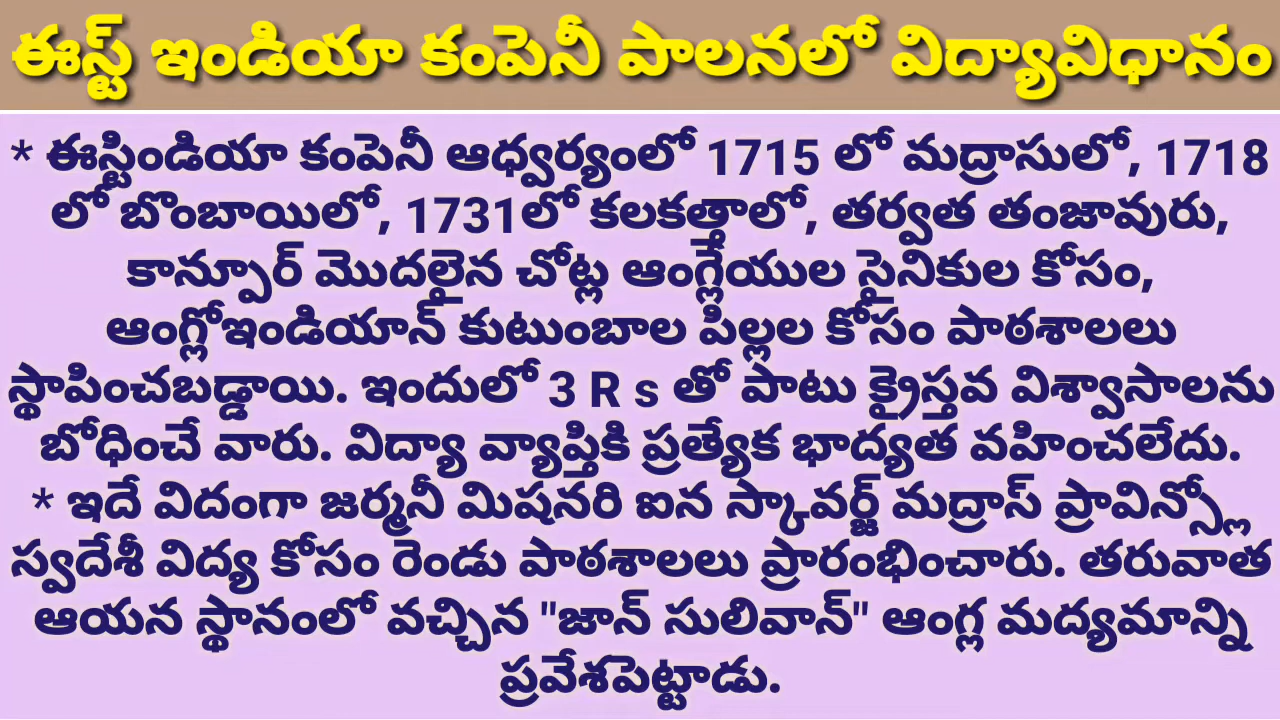 ఈస్ట్ ఇండియా కంపెనీ పాలనలో విద్యావిధానం
* ఈస్టిండియా కంపెనీ ఆధ్వర్యంలో 1715 లో మద్రాసులో, 1718
లో బొంబాయిలో, 1731లో కలకత్తాలో, తర్వత తంజావురు,
కాన్పూర్ మొదలైన చోట్ల ఆంగ్లేయుల సైనికుల కోసం,
ఆంగ్లోఇండియాన్ కుటుంబాల పిల్లల కోసం పాఠశాలలు
స్థాపించబడ్డాయి. ఇందులో 3 R s తో పాటు క్రైస్తవ విశ్వాసాలను
బోధించే వారు. విద్యా వ్యాప్తికి ప్రత్యేక భాద్యత వహించలేదు.
* ఇదే విదంగా జర్మనీ మిషనరి ఐన స్కావర్జ్ మద్రాస్ ప్రావిన్స్లో
స్వదేశీ విద్య కోసం రెండు పాఠశాలలు ప్రారంభించారు. తరువాత
ఆయన స్థానంలో వచ్చిన "జాన్ సులివాన్" ఆంగ్ల మద్యమాన్ని
ప్రవేశపెట్టాడు.